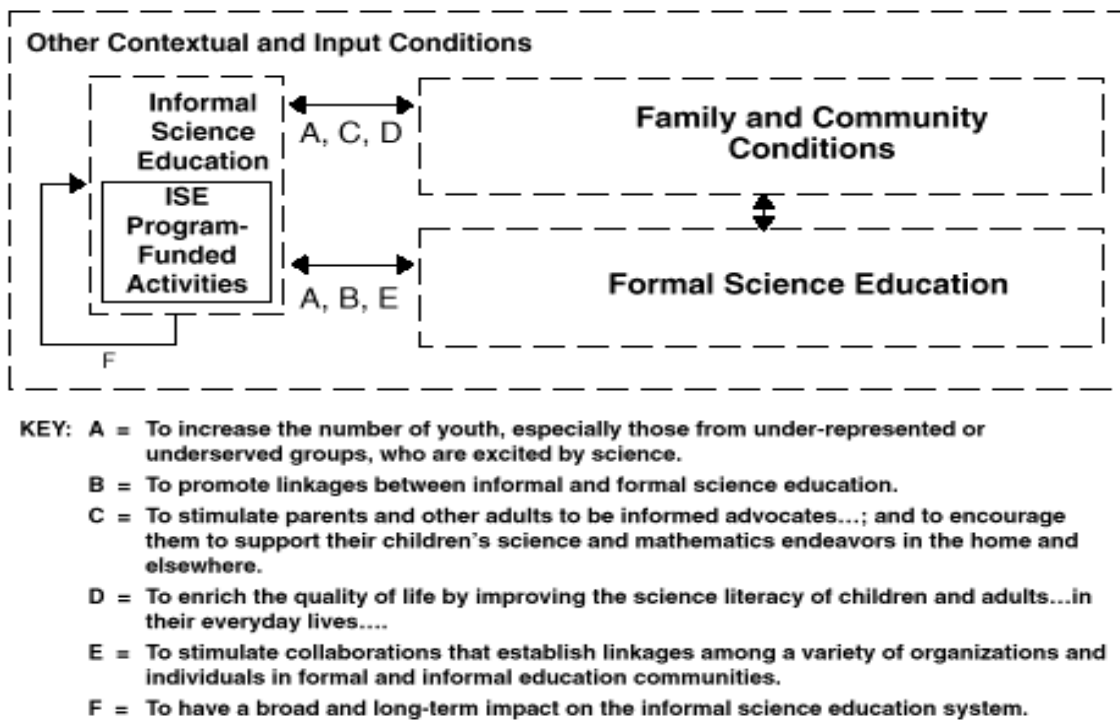 Other Contextual and Input Conditions
Informal
Science
Education
ISE
Program-
Funded
Activities
A, C, D
A, B, E
F
Family and Community
Conditions
Formal Science Education
KEY: A = To increase the number of youth, especially those from under-represented or
underserved groups, who are excited by science.
B = To promote linkages between informal and formal science education.
C = To stimulate parents and other adults to be informed advocates...; and to encourage
them to support their children's science and mathematics endeavors in the home and
elsewhere.
D = To enrich the quality of life by improving the science literacy of children and adults...in
their everyday lives....
E = To stimulate collaborations that establish linkages among a variety of organizations and
individuals in formal and informal education communities.
F = To have a broad and long-term impact on the informal science education system.